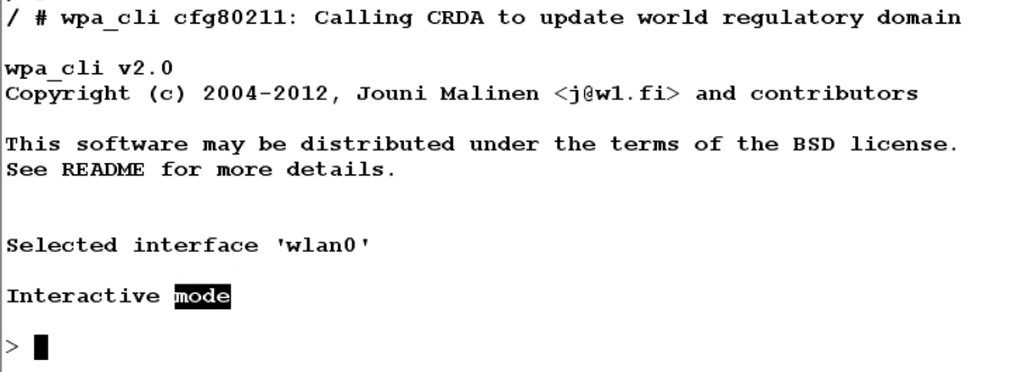 / # wpa_cli cfg80211: Calling CRDA to update world regulatory domain
wpa_cli v2.0
Copyright (c) 2004-2012, Jouni Malinen <j@w1.fi> and contributors
This software may be distributed under the terms of the BSD license.
See README for more details.
Selected interface 'wlan0'
Interactive mode
>